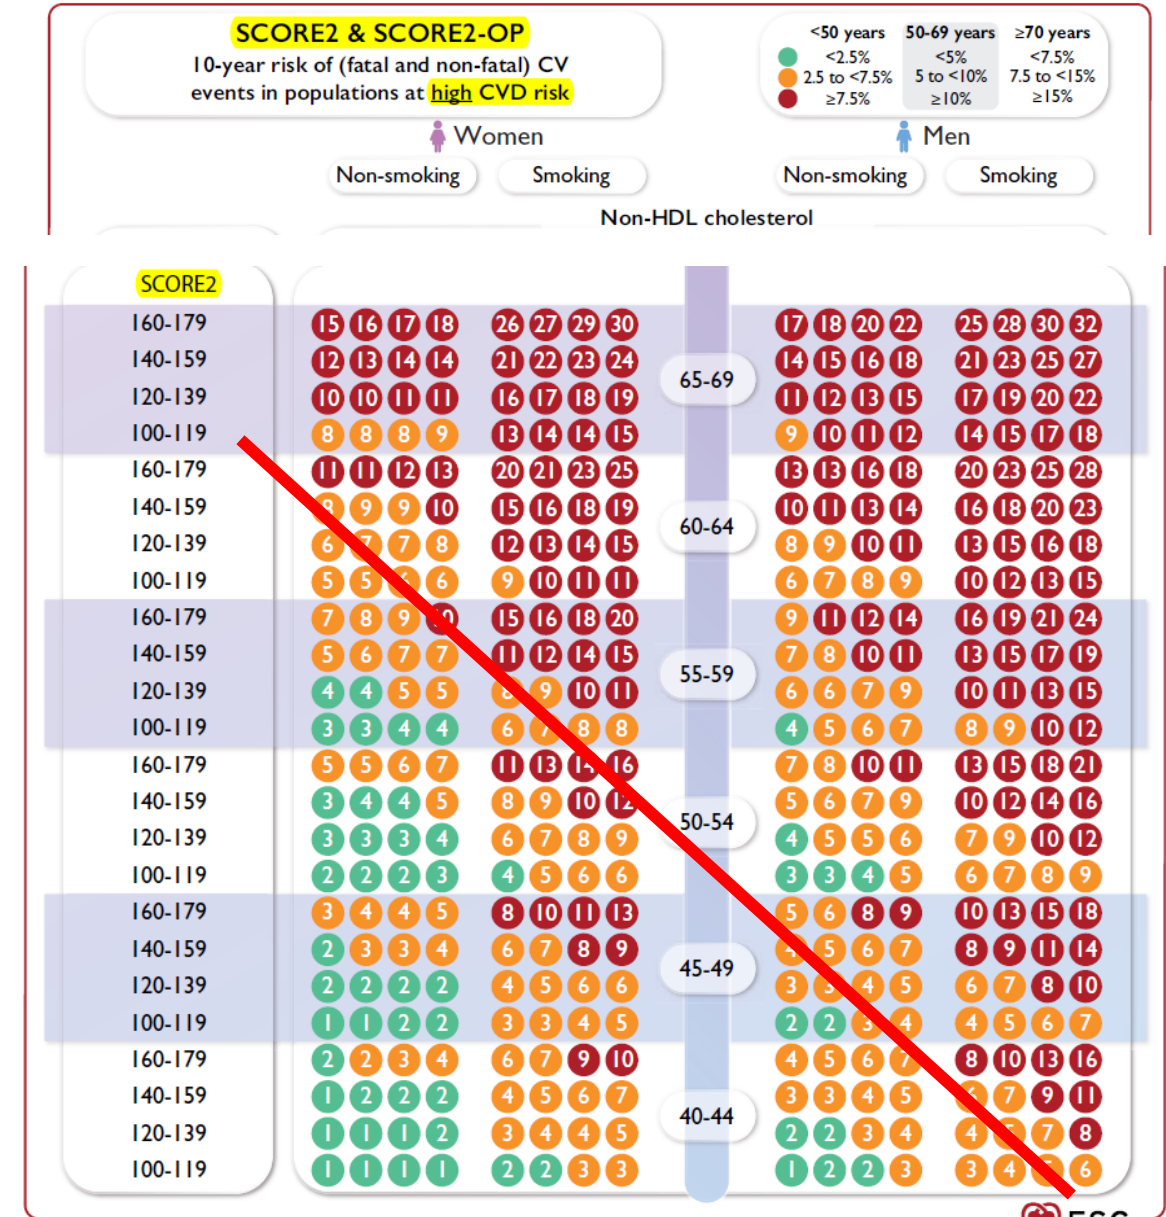 SCORE2 & SCORE2-OP
10-year risk of (fatal and non-fatal) CV
events in populations at high CVD risk
<50 years 50-69 years ≥70 years
<2.5% <5% <7.5%
2.5 to <7.5% 5 to <10% 7.5 to <15%
≥7.5% ≥10% ≥15%
Women Men
Non-smoking Smoking Non-smoking Smoking
Non-HDL cholesterol
SCORE2
160-179 15 16 17 18 26 27 29 30 17 18 20 22 25 28 30 32
140-159 12 13 14 14 21 22 23 24 14 15 16 18 21 23 25 27
65-69
120-139 10 10 11 11 16 17 18 19 11 12 13 15 17 19 20 22
100-119 8 8 8 9 13 14 14 15 9 10 11 12 14 15 17 18
160-179 11 11 12 13 20 21 23 25 13 13 16 18 20 23 25 28
140-159 8 9 9 10 15 16 18 19 10 11 13 14 16 18 20 23
60-64
120-139 6 7 7 8 12 13 14 15 8 9 10 11 13 15 16 18
100-119 5 5 6 9 10 11 11 6 7 8 9 10 12 13 15
160-179 7 8 9 10 15 16 18 20 9 11 12 14 16 19 21 24
140-159 5 6 7 7 11 12 14 15 7 8 10 11 13 15 17 19
55-59
120-139 4 4 5 5 8 9 10 11 6 6 7 9 10 11 13 15
100-119 3 3 4 4 6 7 8 8 4 5 6 7 8 9 10 12
160-179 5 5 6 7 11 13 14 16 7 8 10 11 13 15 18 21
140-159 3 4 4 5 8 9 10 12 5 6 7 9 10 12 14 16
50-54
120-139 3 3 3 4 6 7 8 9 4 5 5 6 7 9 10 12
100-119 2 2 2 3 4 5 6 6 3 3 4 5 6 7 8 9
160-179 3 4 4 5 8 10 11 13 5 6 8 9 10 13 15 18
140-159 2 3 3 4 6 7 8 9 4 5 6 7 8 9 11 14
45-49
120-139 2 2 2 2 4 5 6 6 3 3 4 5 6 7 8 10
100-119 1 1 2 2 3 3 4 5 2 2 3 4 4 5 6 7
160-179 2 2 3 4 6 7 9 10 4 5 6 7 8 10 13 16
140-159 1 2 2 2 4 5 6 7 3 3 4 5 6 7 9 11
40-44
120-139 1 1 1 2 3 4 4 5 2 2 3 4 4 5 7 8
100-119 1 1 1 1 2 2 3 3 1 2 2 3 3 4 6